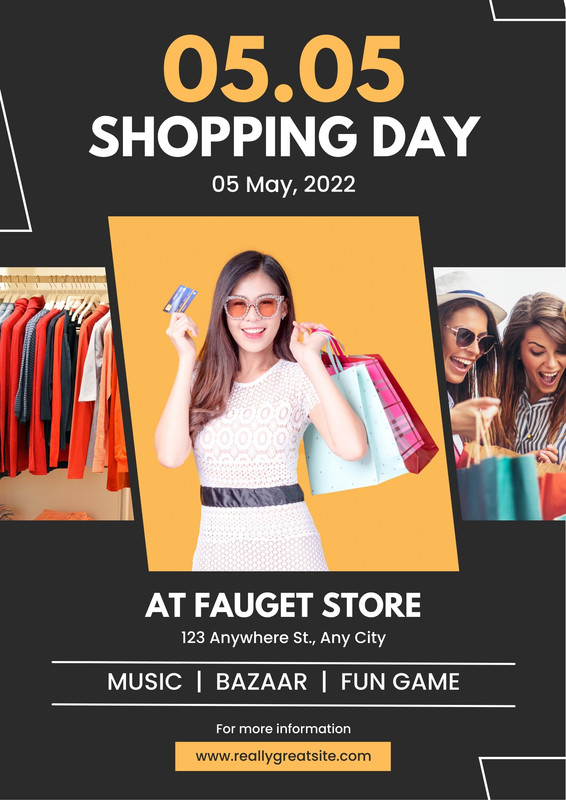 05.05
SHOPPING DAY
05 May, 2022
AT FAUGET STORE
123 Anywhere St., Any City
MUSIC | BAZAAR | FUN GAME
For more information
www.reallygreatsite.com